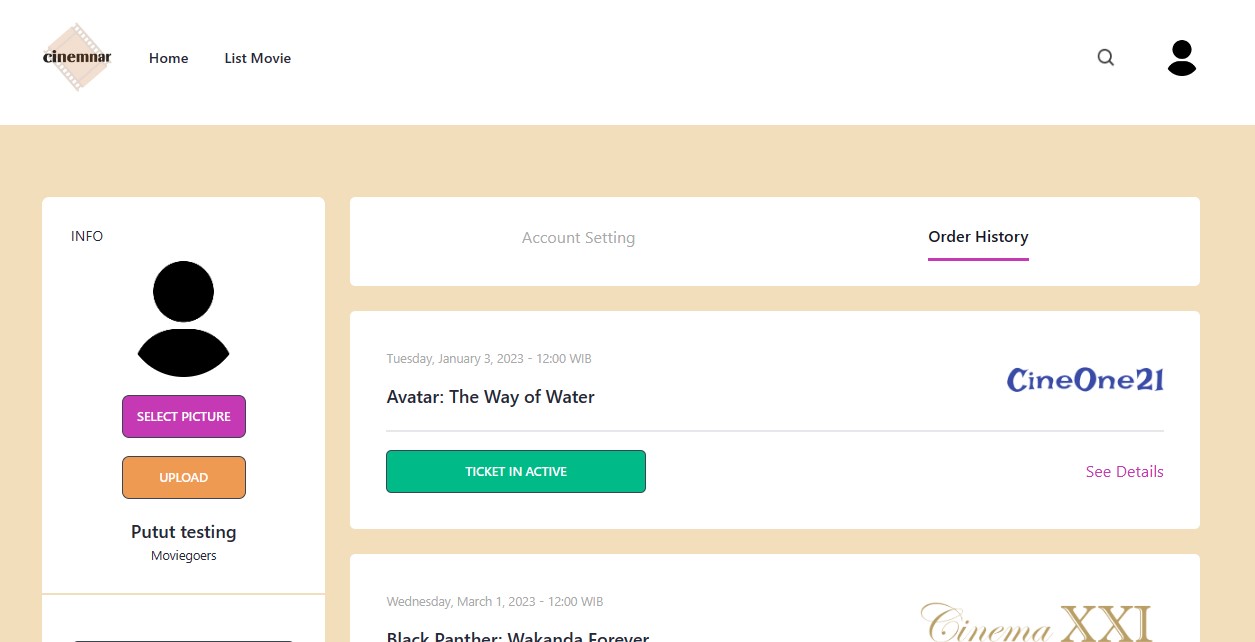 cinemnar
Home
List Movie
INFO
SELECT PICTURE
UPLOAD
Putut testing
Moviegoers
Account Setting
Order History
Tuesday, January 3, 2023 - 12:00 WIB
CineOne21
Avatar: The Way of Water
TICKET IN ACTIVE
See Details
Wednesday, March 1, 2023 - 12:00 WIB
Cinema XXI
Black Panther: Wakanda Forever